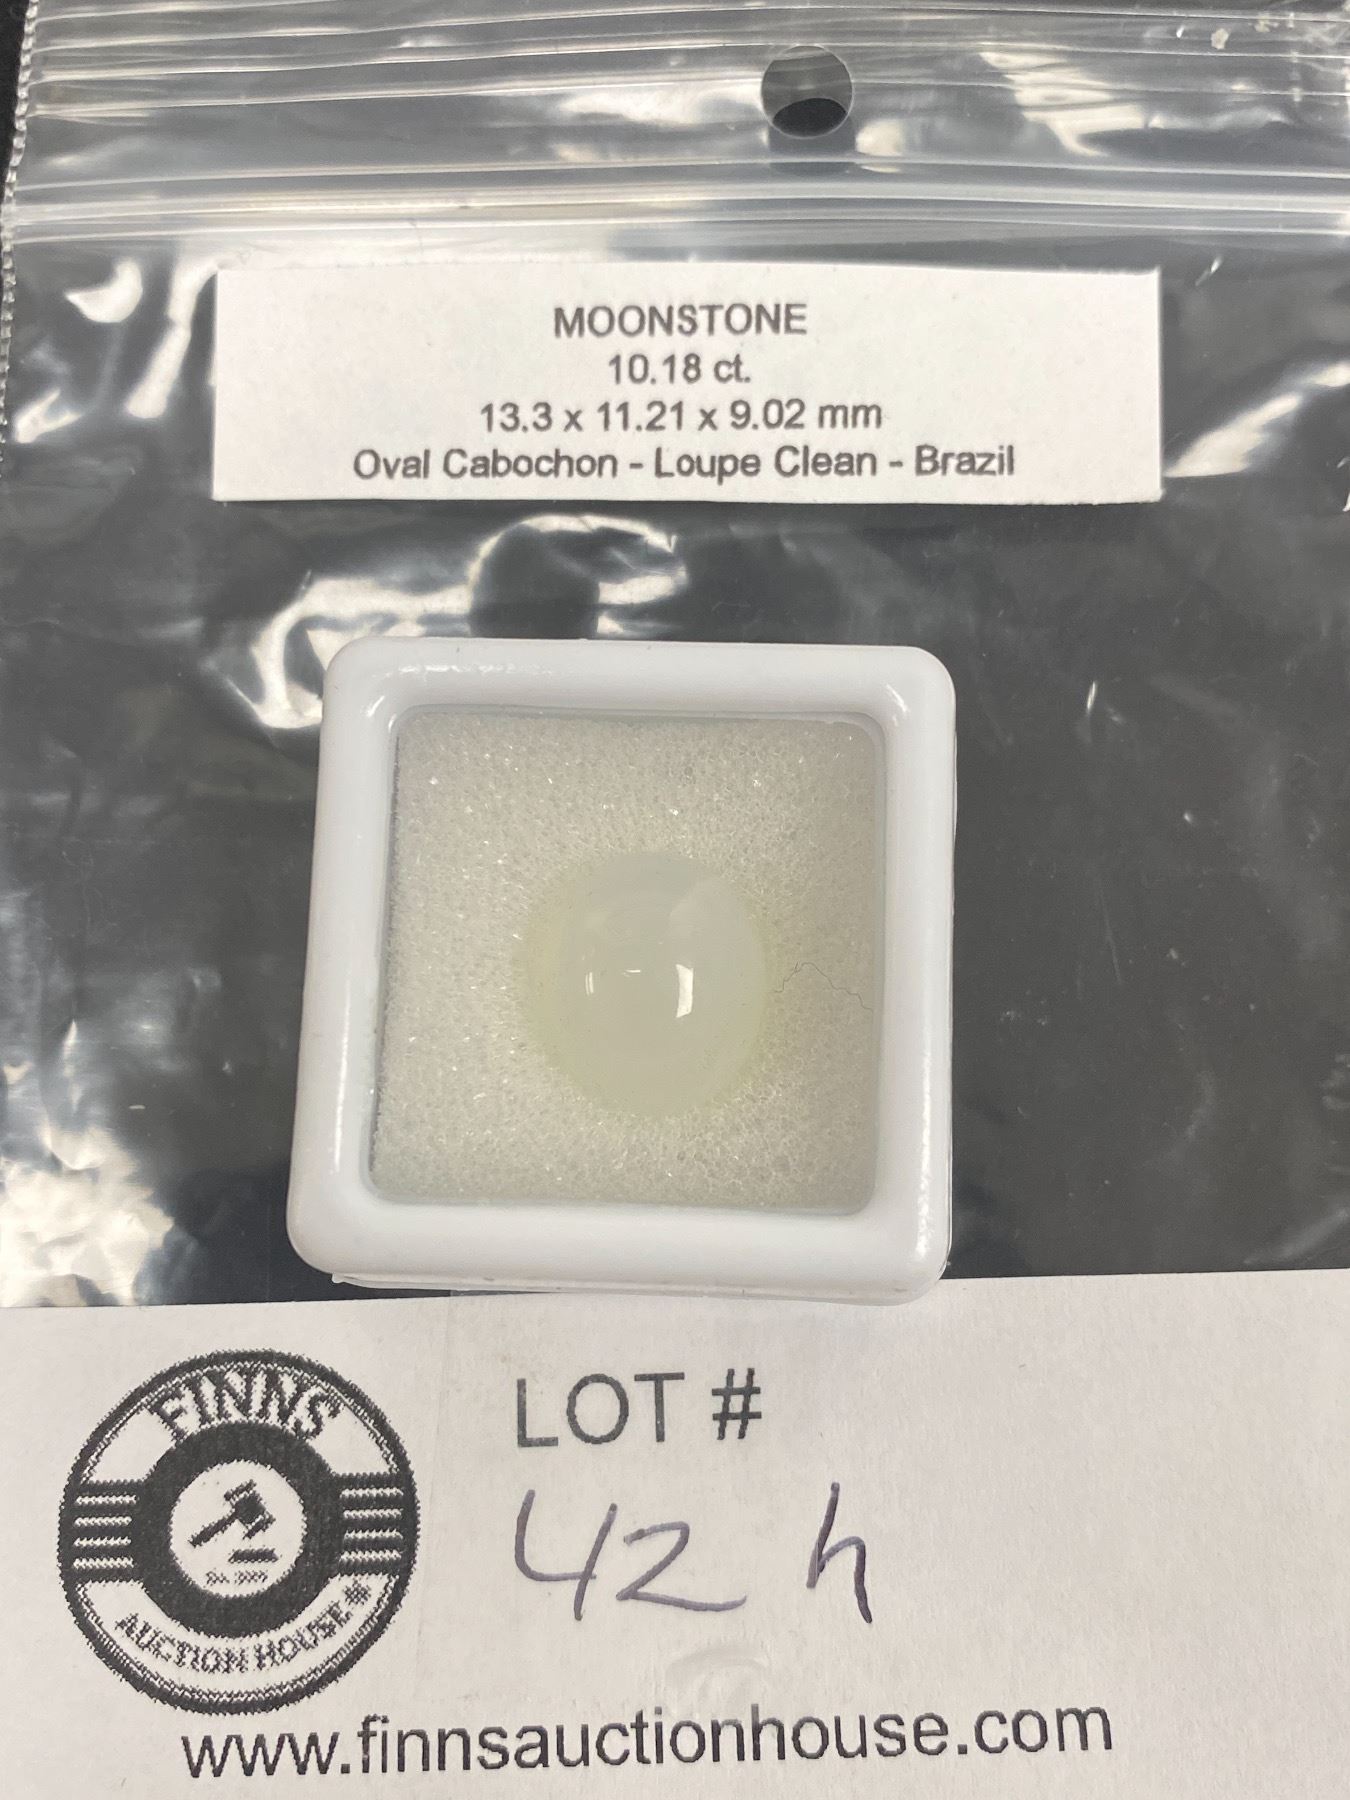 MOONSTONE
10.18 ct.
13.3 x 11.21 x 9.02 mm
Oval Cabochon - Loupe Clean - Brazil
FINNS
AUCTION HOUSE
LOT #
42 h
www.finnsauctionhouse.com